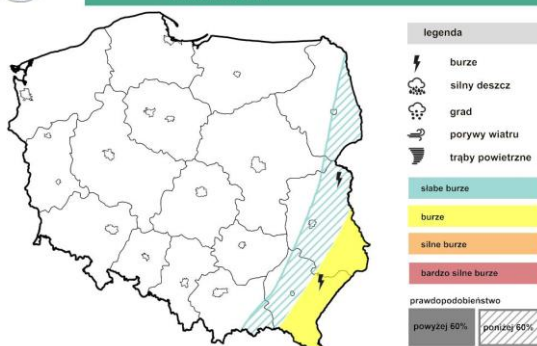 legenda
burze
silny deszcz
grad
porywy wiatru
trąby powietrzne
słabe burze
burze
silne burze
bardzo silne burze
prawdopodobieństwo
powyżej 60%
poniżej 60%